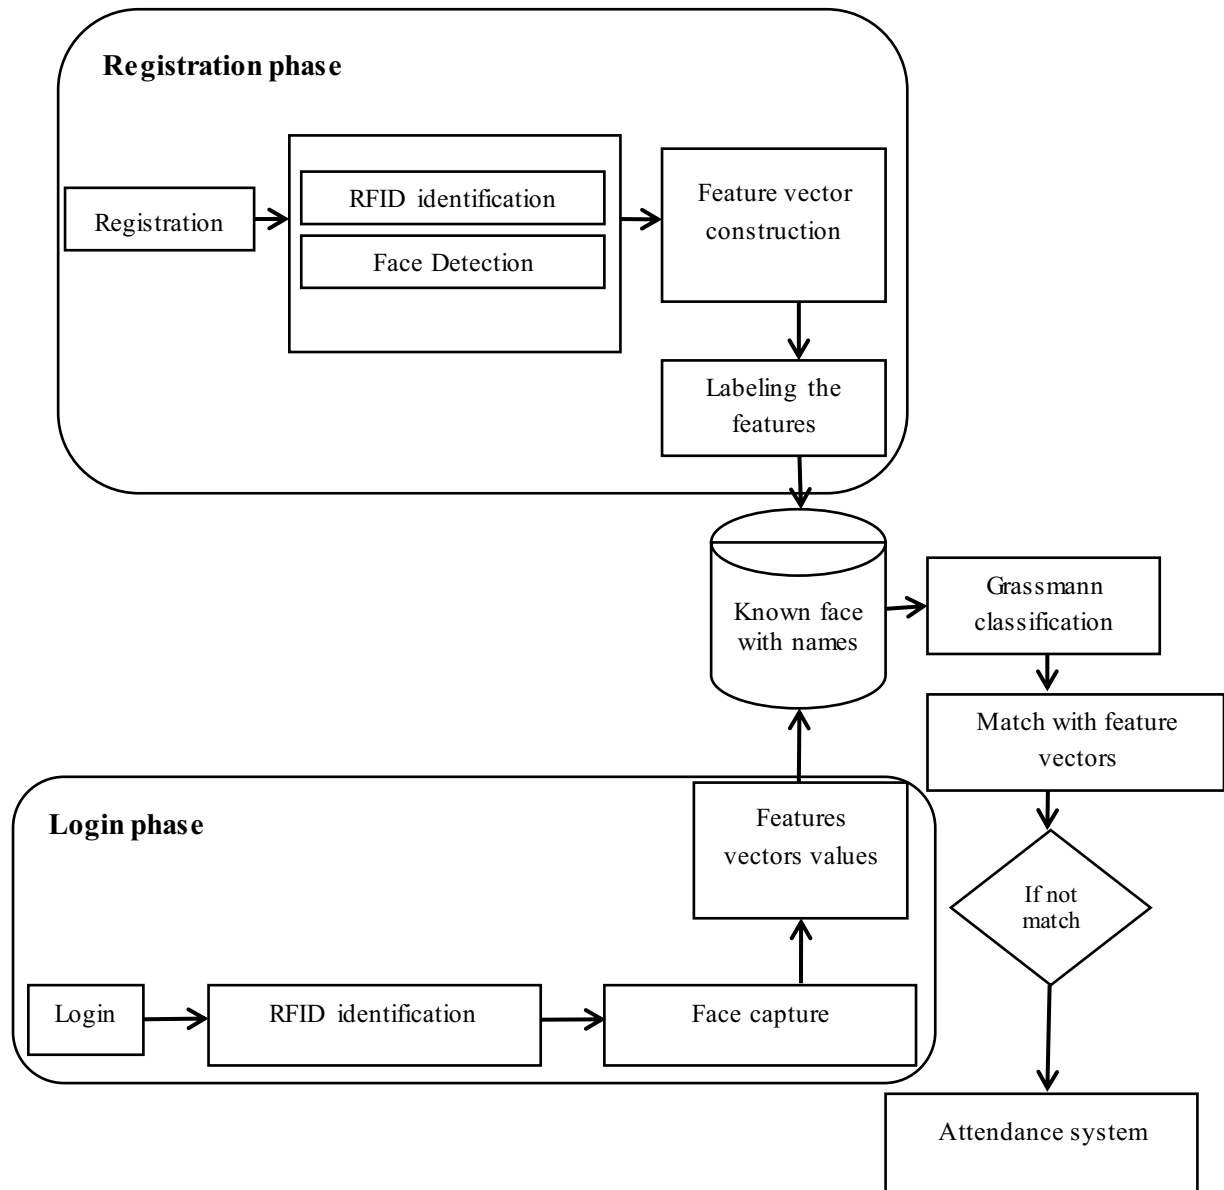 Registration phase
Registration
RFID identification
Face Detection
Feature vector
construction
Labeling the
features
Known face
with names
Grassmann
classification
Match with feature
vectors
If not
match
Attendance system
Login phase
Features
vectors values
Login
RFID identification
Face capture